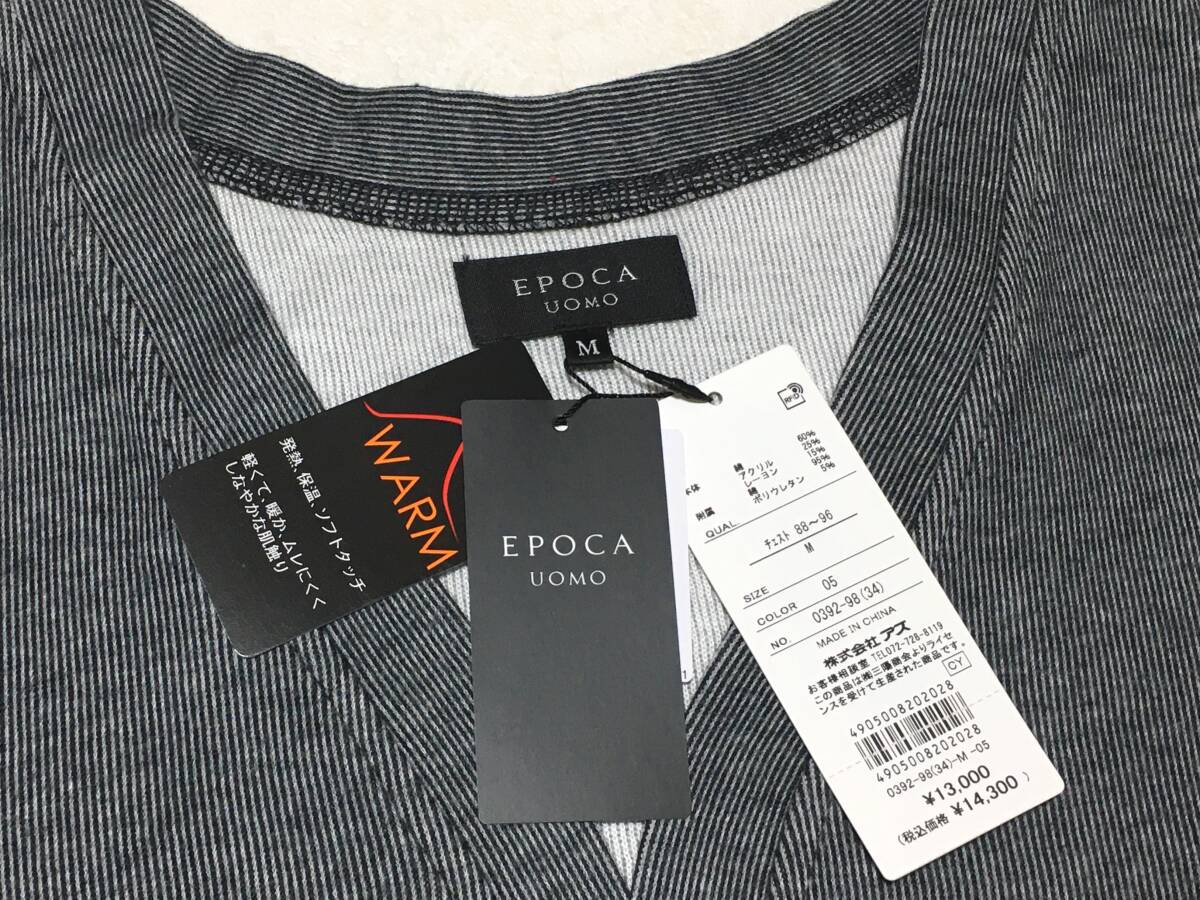 EPOCA
UOMO
M
WARM
発熱、保温、ソフトタッチ
軽くて、暖か、ムレにくく
しなやかな肌触り
EPOCA
UOMO
RFID
綿 60%
アクリル 25%
レーヨン 15%
附属 綿 95%
ポリウレタン 5%
QUAL.
チェスト 88〜96
M
SIZE
05
COLOR
0392-98(34)
NO.
MADE IN CHINA
株式会社 アズ
お客様相談室 TEL072-728-8119
この商品は㈱三陽商会よりライセ
ンスを受けて生産された商品です。
CY
4905008202028
4905008202028
0392-98(34)-M -05
¥13,000
(税込価格 ¥14,300 )